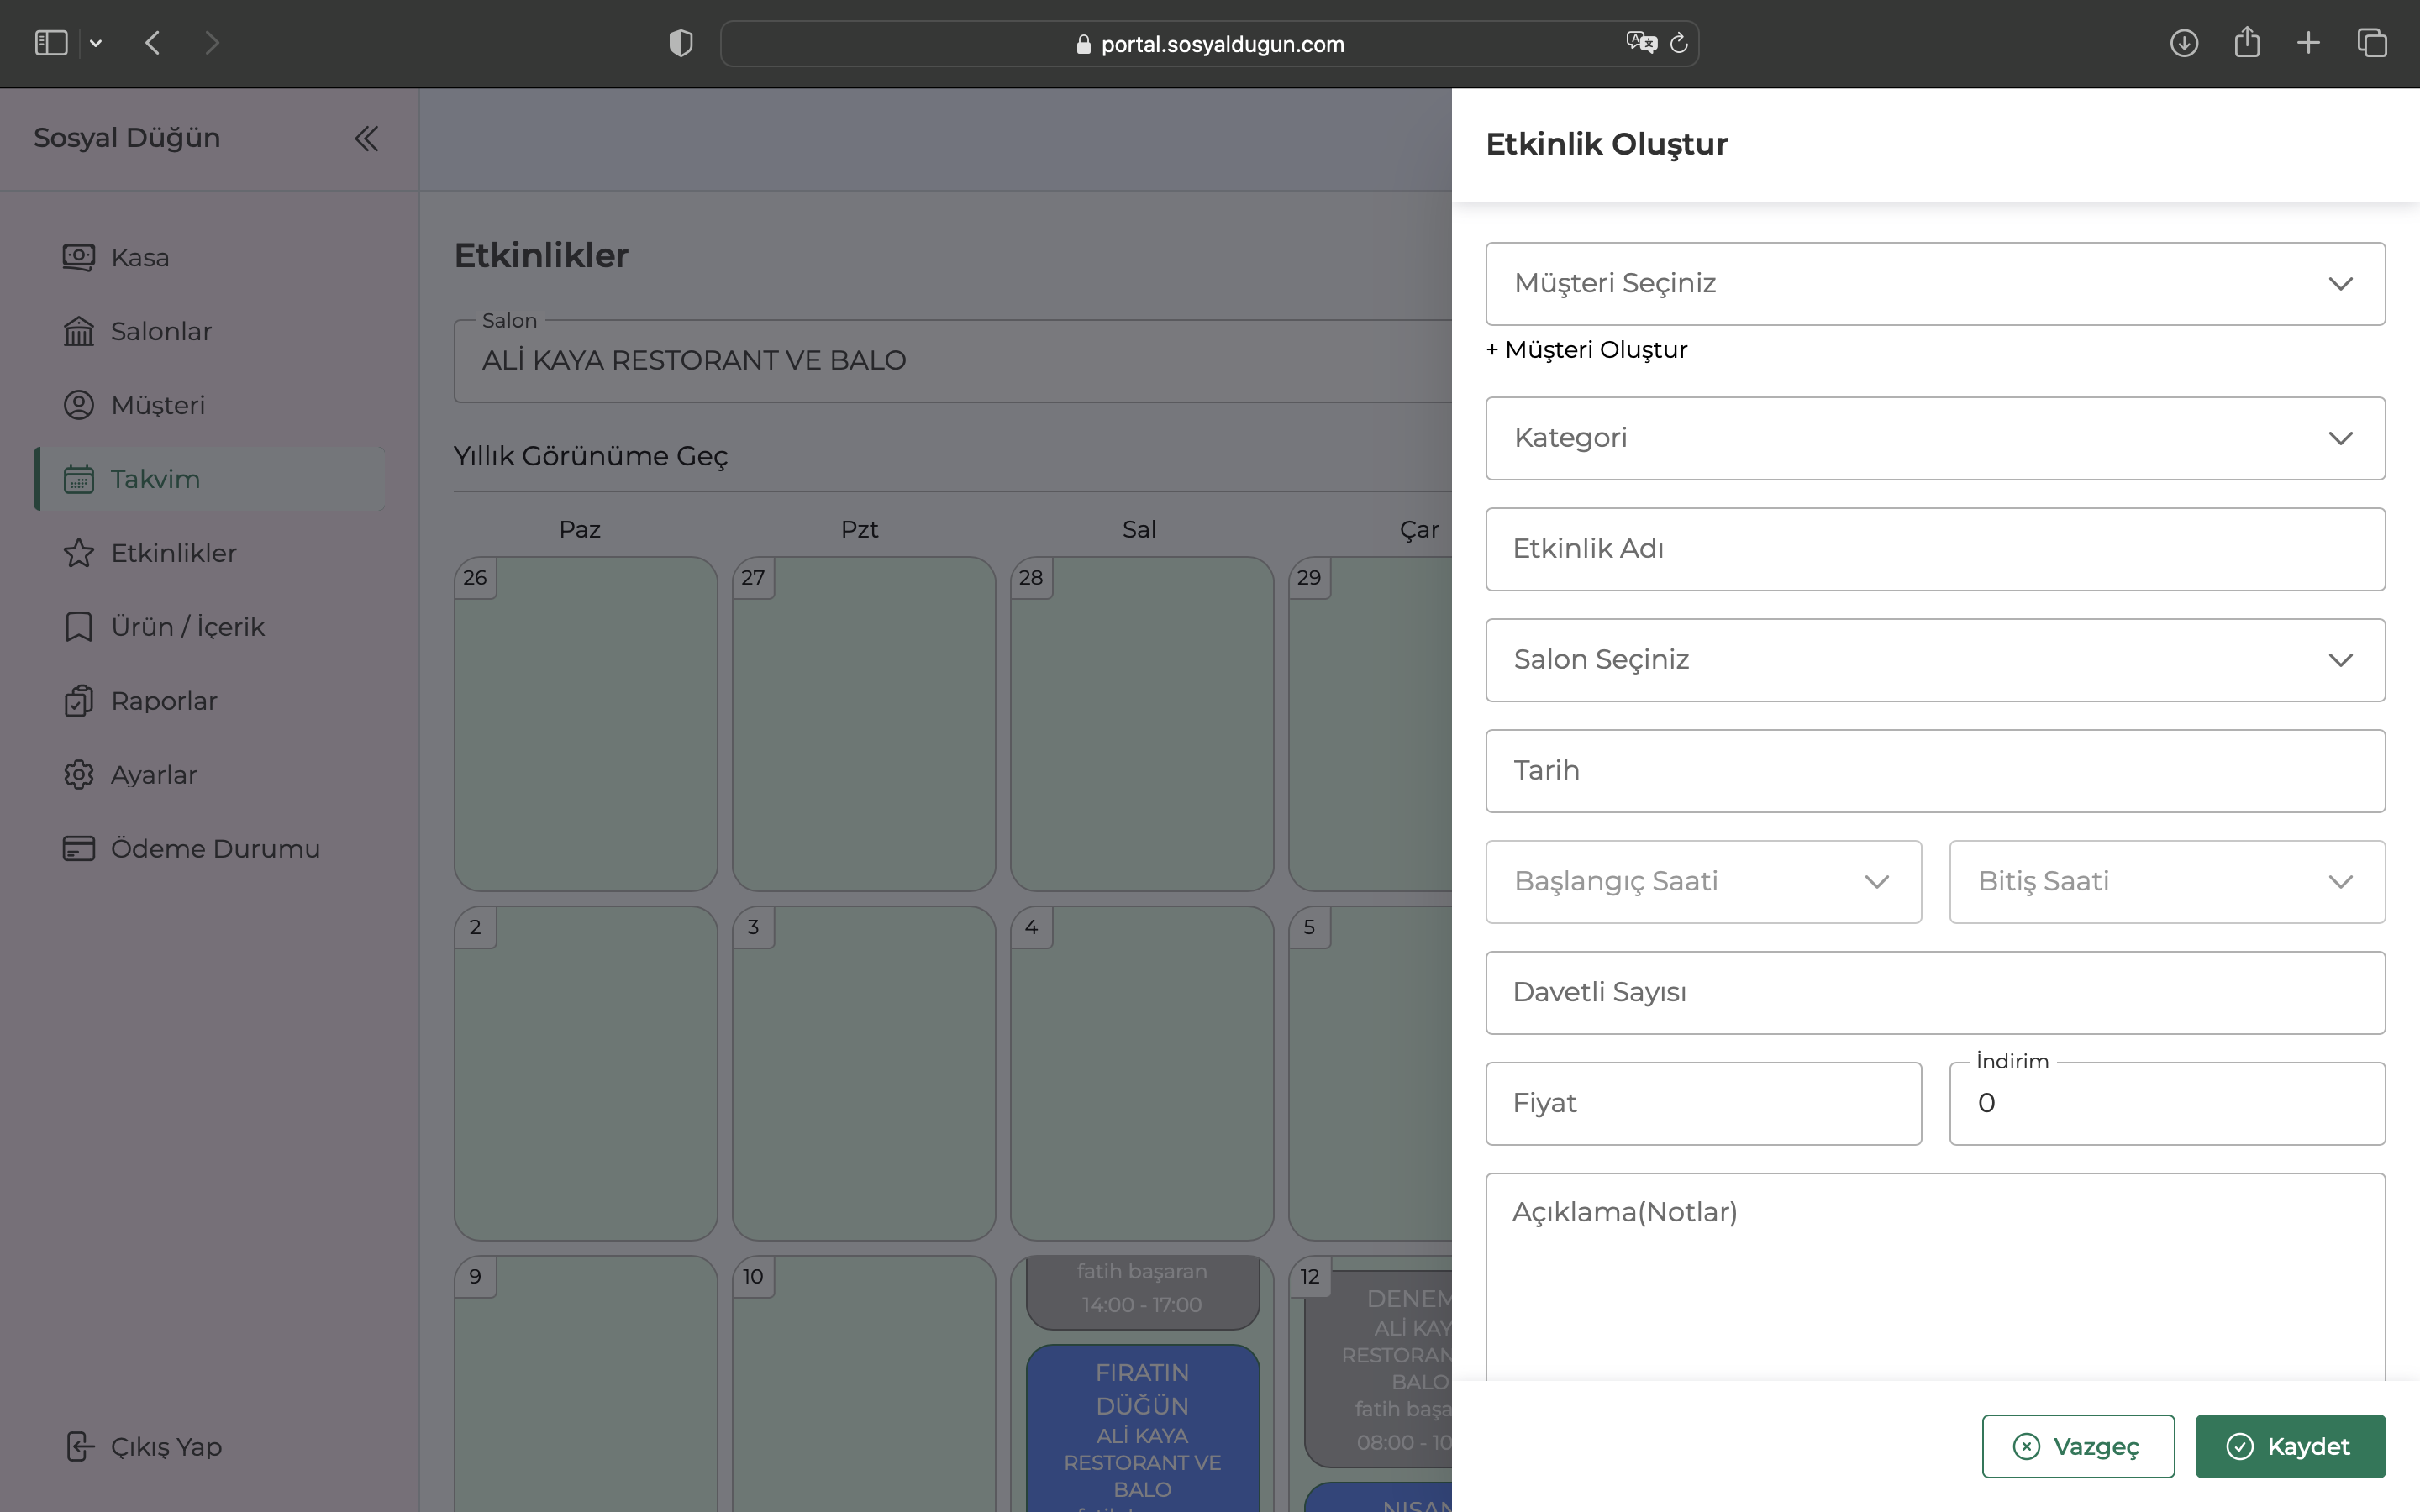 portal.sosyaldugun.com
Sosyal Düğün
Kasa
Salonlar
Müşteri
Takvim
Etkinlikler
Ürün / İçerik
Raporlar
Ayarlar
Ödeme Durumu
Çıkış Yap
Etkinlikler
Salon
ALİ KAYA RESTORANT VE BALO
Yıllık Görünüme Geç
Paz Pzt Sal Çar
26 27 28 29
2 3 4 5
9 10 12
fatih başaran
14:00 - 17:00
FIRATIN
DÜĞÜN
ALİ KAYA
RESTORANT VE
BALO
DENEM
ALİ KAY
RESTORAN
BALO
fatih başa
08:00 - 10
NISAN
Etkinlik Oluştur
Müşteri Seçiniz
+ Müşteri Oluştur
Kategori
Etkinlik Adı
Salon Seçiniz
Tarih
Başlangıç Saati Bitiş Saati
Davetli Sayısı
Fiyat
İndirim
0
Açıklama(Notlar)
Vazgeç Kaydet